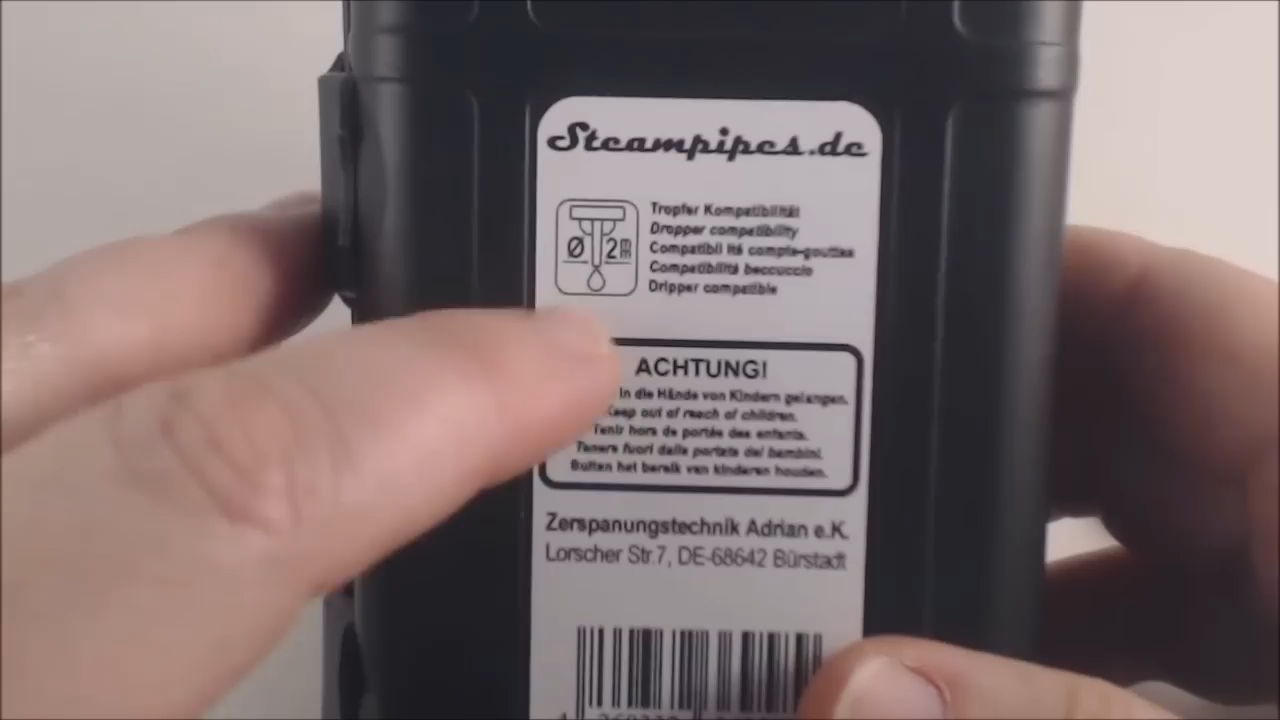 Steampipes.de
Ø 2mm
Tropfer Kompatibilität
Dropper compatibility
Compatibilité compte-gouttes
Compatibilità beccuccio
Dripper compatible
ACHTUNG!
in die Hände von Kindern gelangen.
Keep out of reach of children.
Tenir hors de portée des enfants.
Tenere fuori dalla portata dei bambini.
Buiten het bereik van kinderen houden.
Zerspanungstechnik Adrian e.K.
Lorscher Str.7, DE-68642 Bürstadt